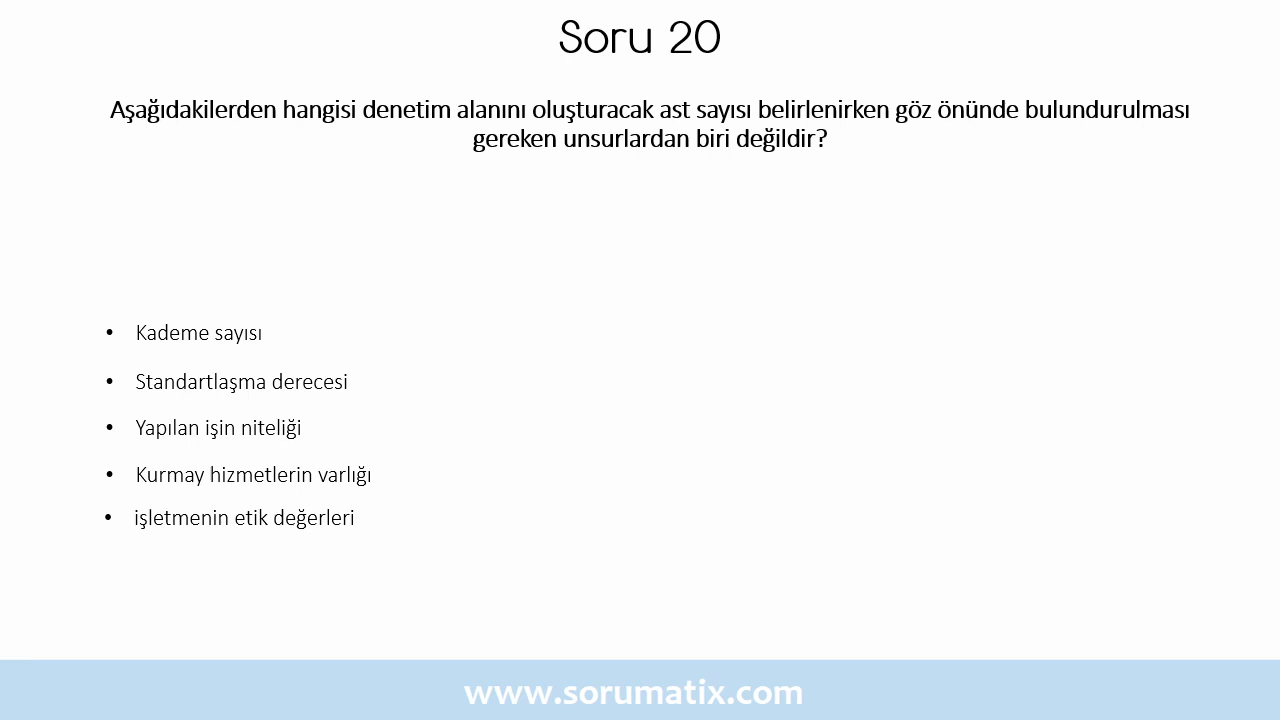 Soru 20
Aşağıdakilerden hangisi denetim alanını oluşturacak ast sayısı belirlenirken göz önünde bulundurulması
gereken unsurlardan biri değildir?
• Kademe sayısı
• Standartlaşma derecesi
• Yapılan işin niteliği
• Kurmay hizmetlerin varlığı
• işletmenin etik değerleri
www.sorumatix.com